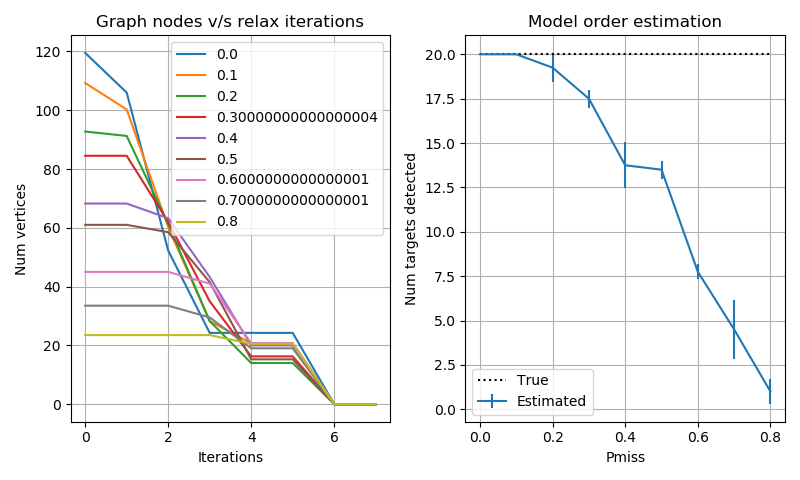 Graph nodes v/s relax iterations
Num vertices
120
100
80
60
40
20
0
0.0
0.1
0.2
0.30000000000000004
0.4
0.5
0.6000000000000001
0.7000000000000001
0.8
0 2 4 6
Iterations
Model order estimation
Num targets detected
20.0
17.5
15.0
12.5
10.0
7.5
5.0
2.5
0.0
True
Estimated
0.0 0.2 0.4 0.6 0.8
Pmiss